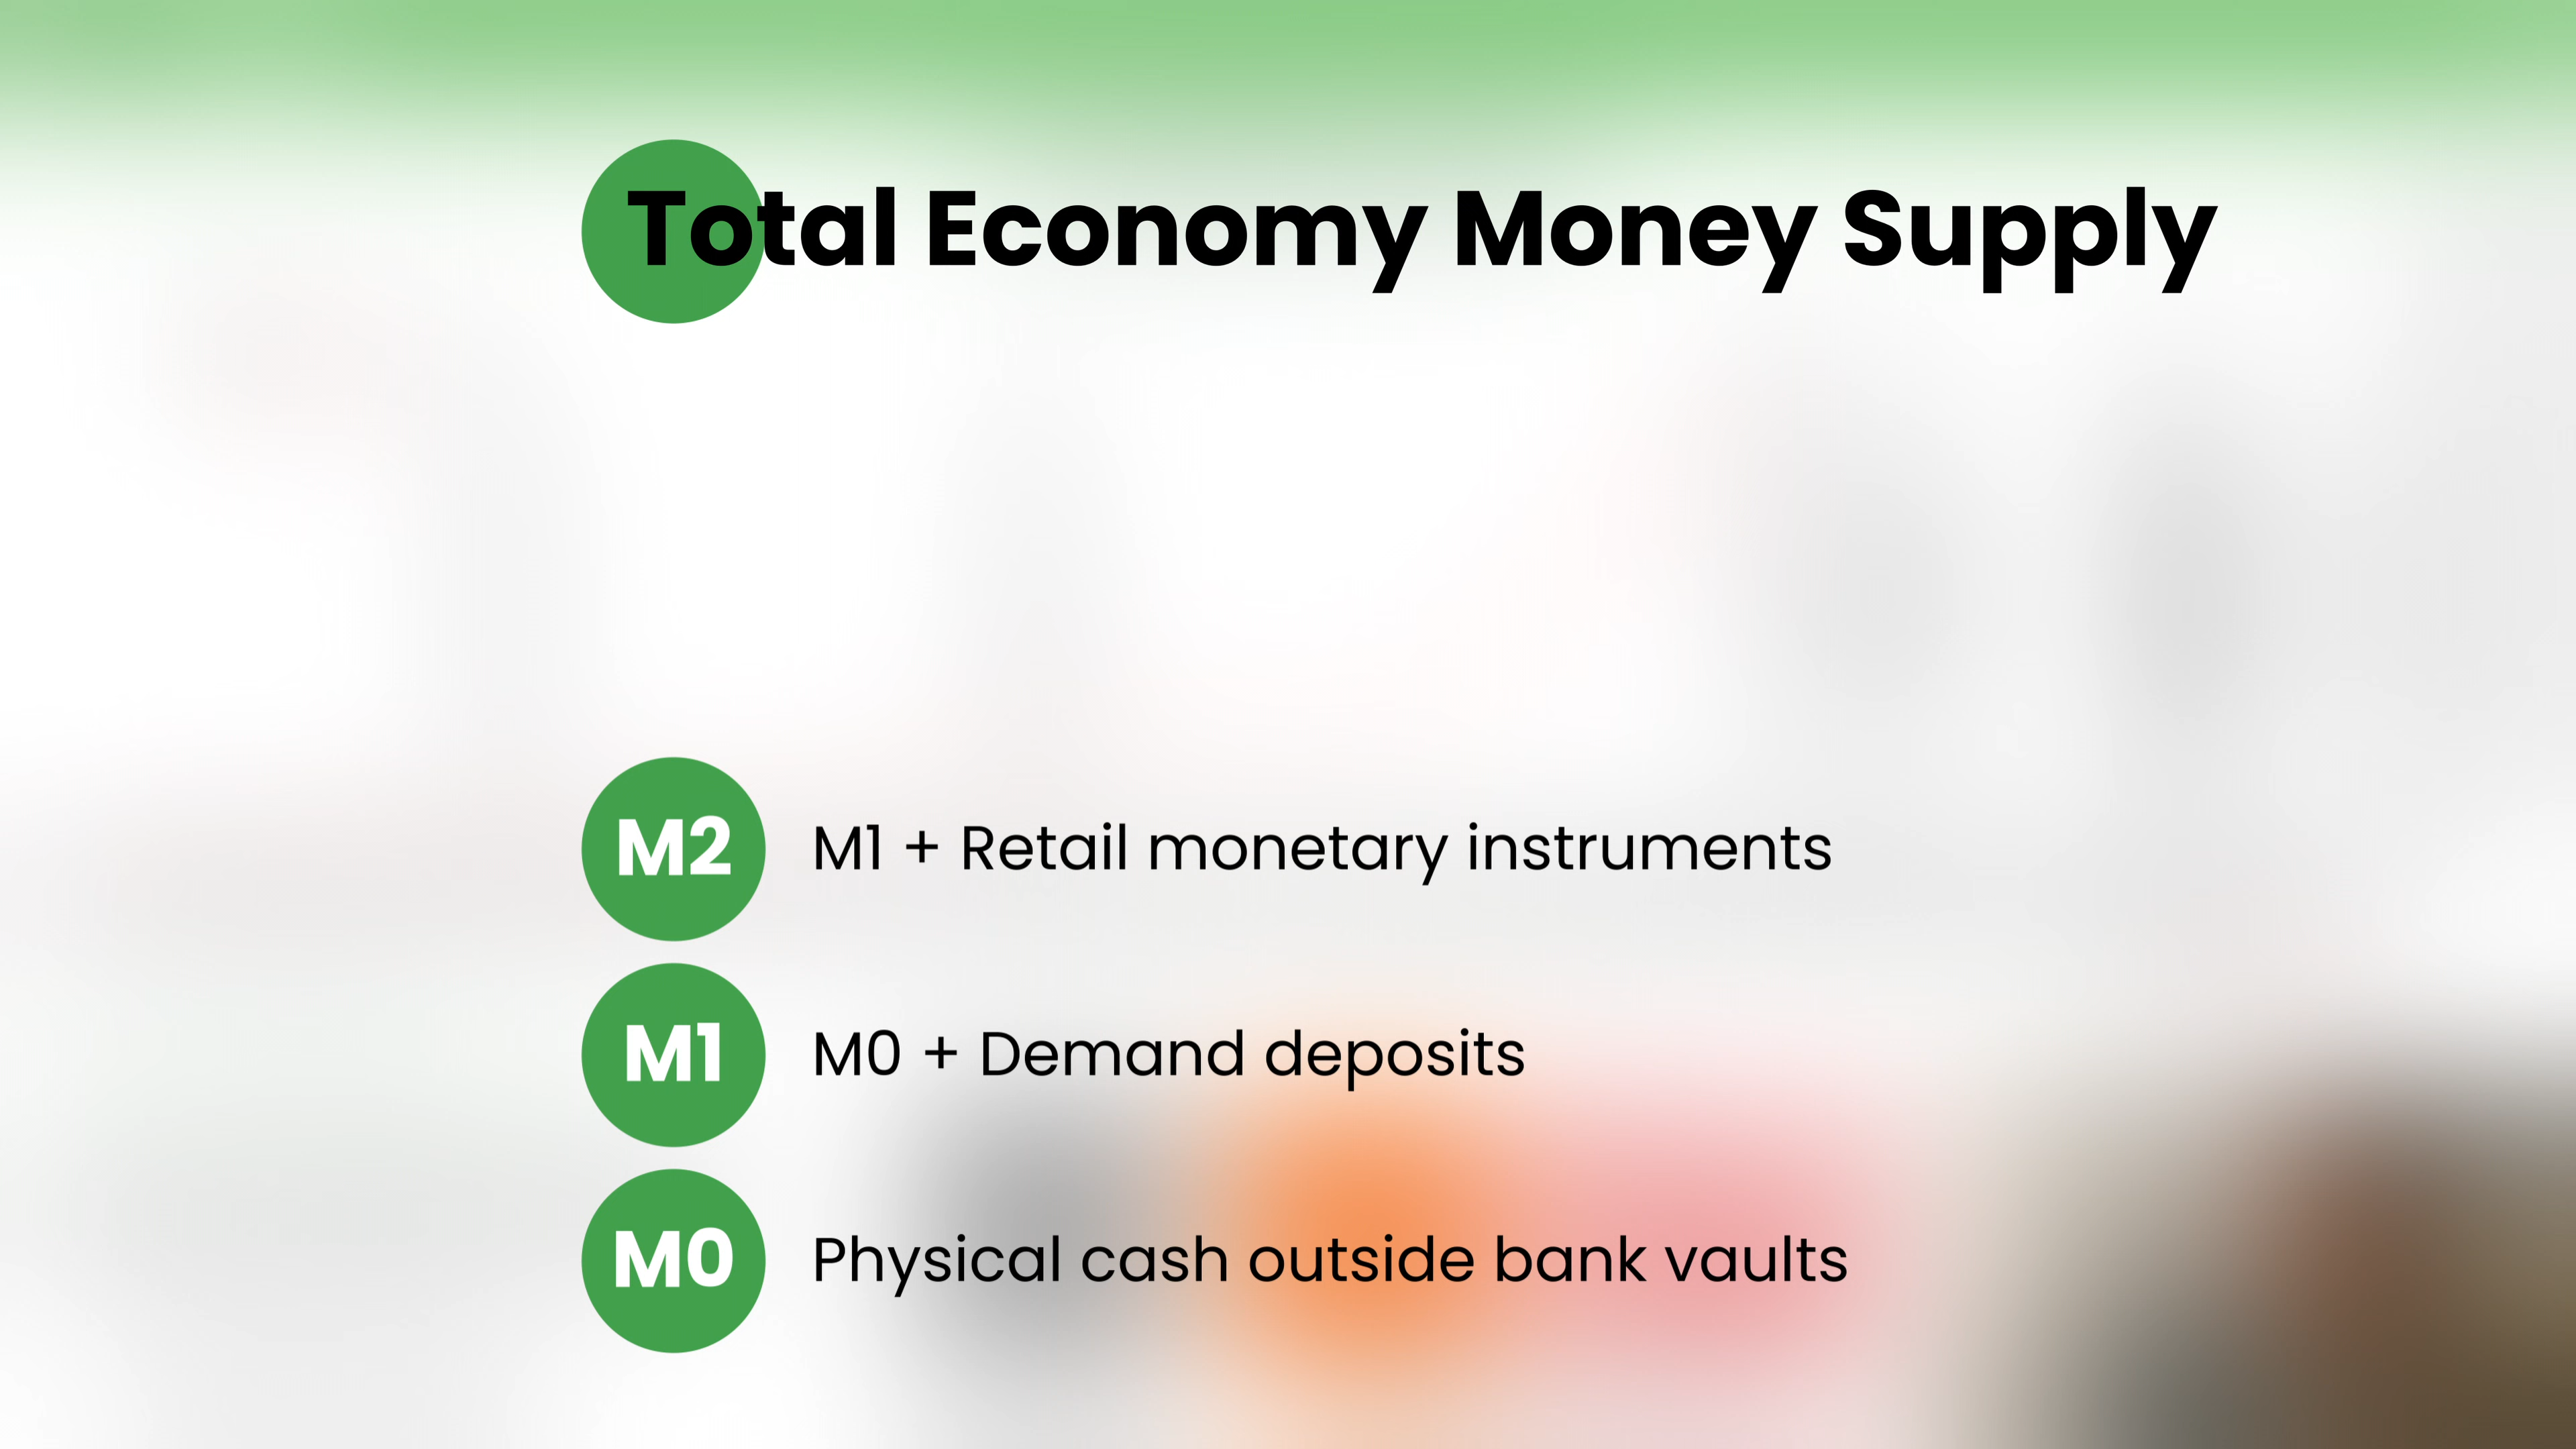 Total Economy Money Supply
M2 M1 + Retail monetary instruments
M1 M0 + Demand deposits
M0 Physical cash outside bank vaults